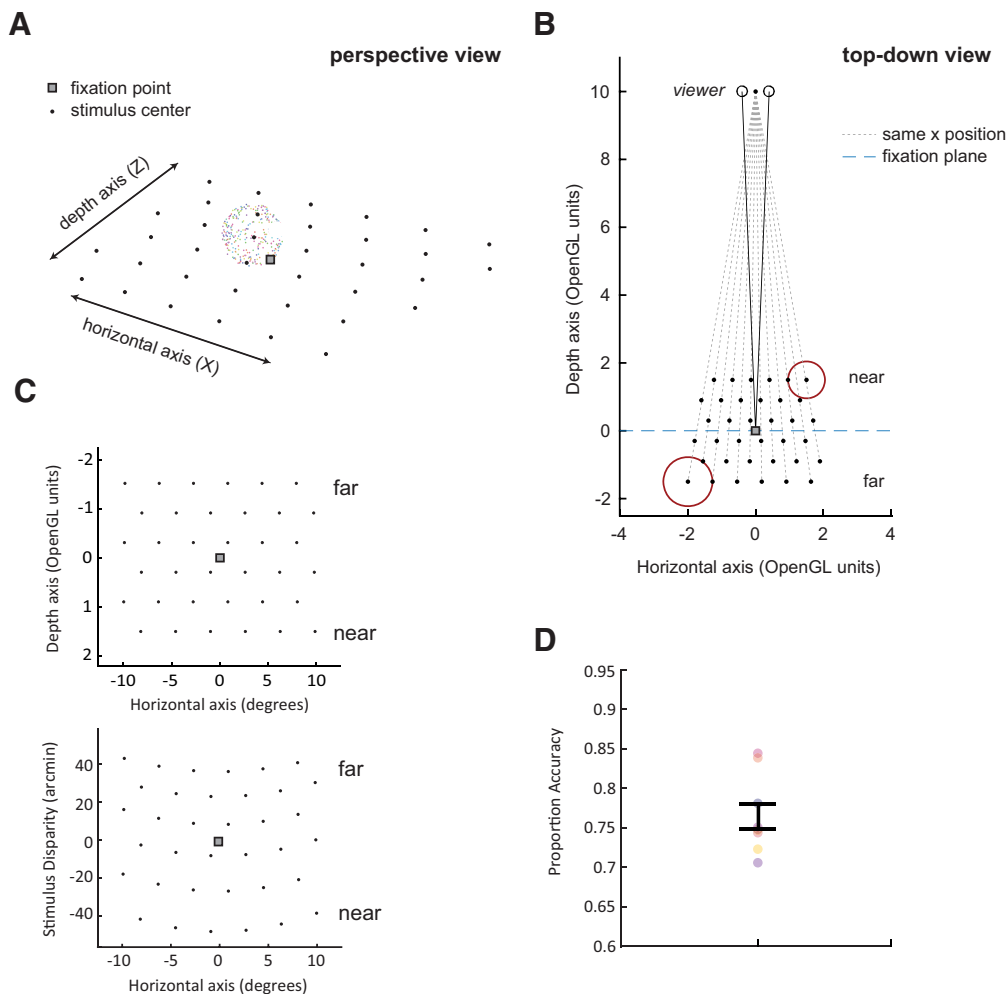 A
perspective view
fixation point
stimulus center
depth axis (Z)
horizontal axis (X)
B
top-down view
viewer
same x position
fixation plane
10
8
6
4
2
0
-2
Depth axis (OpenGL units)
near
far
-4
-2
0
2
4
Horizontal axis (OpenGL units)
C
-2
-1
0
1
2
Depth axis (OpenGL units)
far
near
-10
-5
0
5
10
Horizontal axis (degrees)
40
20
0
-20
-40
Stimulus Disparity (arcmin)
far
near
-10
-5
0
5
10
Horizontal axis (degrees)
D
0.95
0.9
0.85
0.8
0.75
0.7
0.65
0.6
Proportion Accuracy